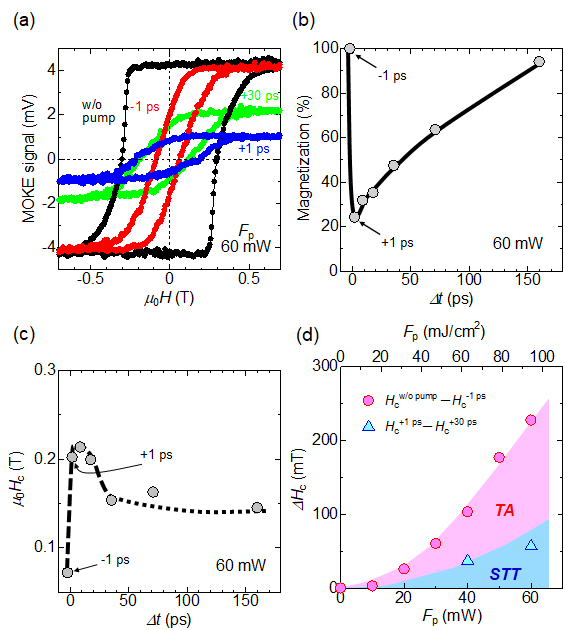 (a)
MOKE signal (mV)
4
2
0
-2
-4
w/o
pump
-1 ps
+30 ps
+1 ps
Fp
60 mW
-0.5
0
0.5
μ0H (T)
(b)
Magnetization (%)
100
80
60
40
20
0
-1 ps
+1 ps
60 mW
0
50
100
150
Δt (ps)
(c)
μ0Hc (T)
0.3
0.2
0.1
+1 ps
-1 ps
60 mW
0
50
100
150
Δt (ps)
(d)
Fp (mJ/cm²)
0
20
40
60
80
100
ΔHc (mT)
300
200
100
0
Hc w/o pump — Hc -1 ps
Hc +1 ps — Hc +30 ps
TA
STT
0
20
40
60
Fp (mW)